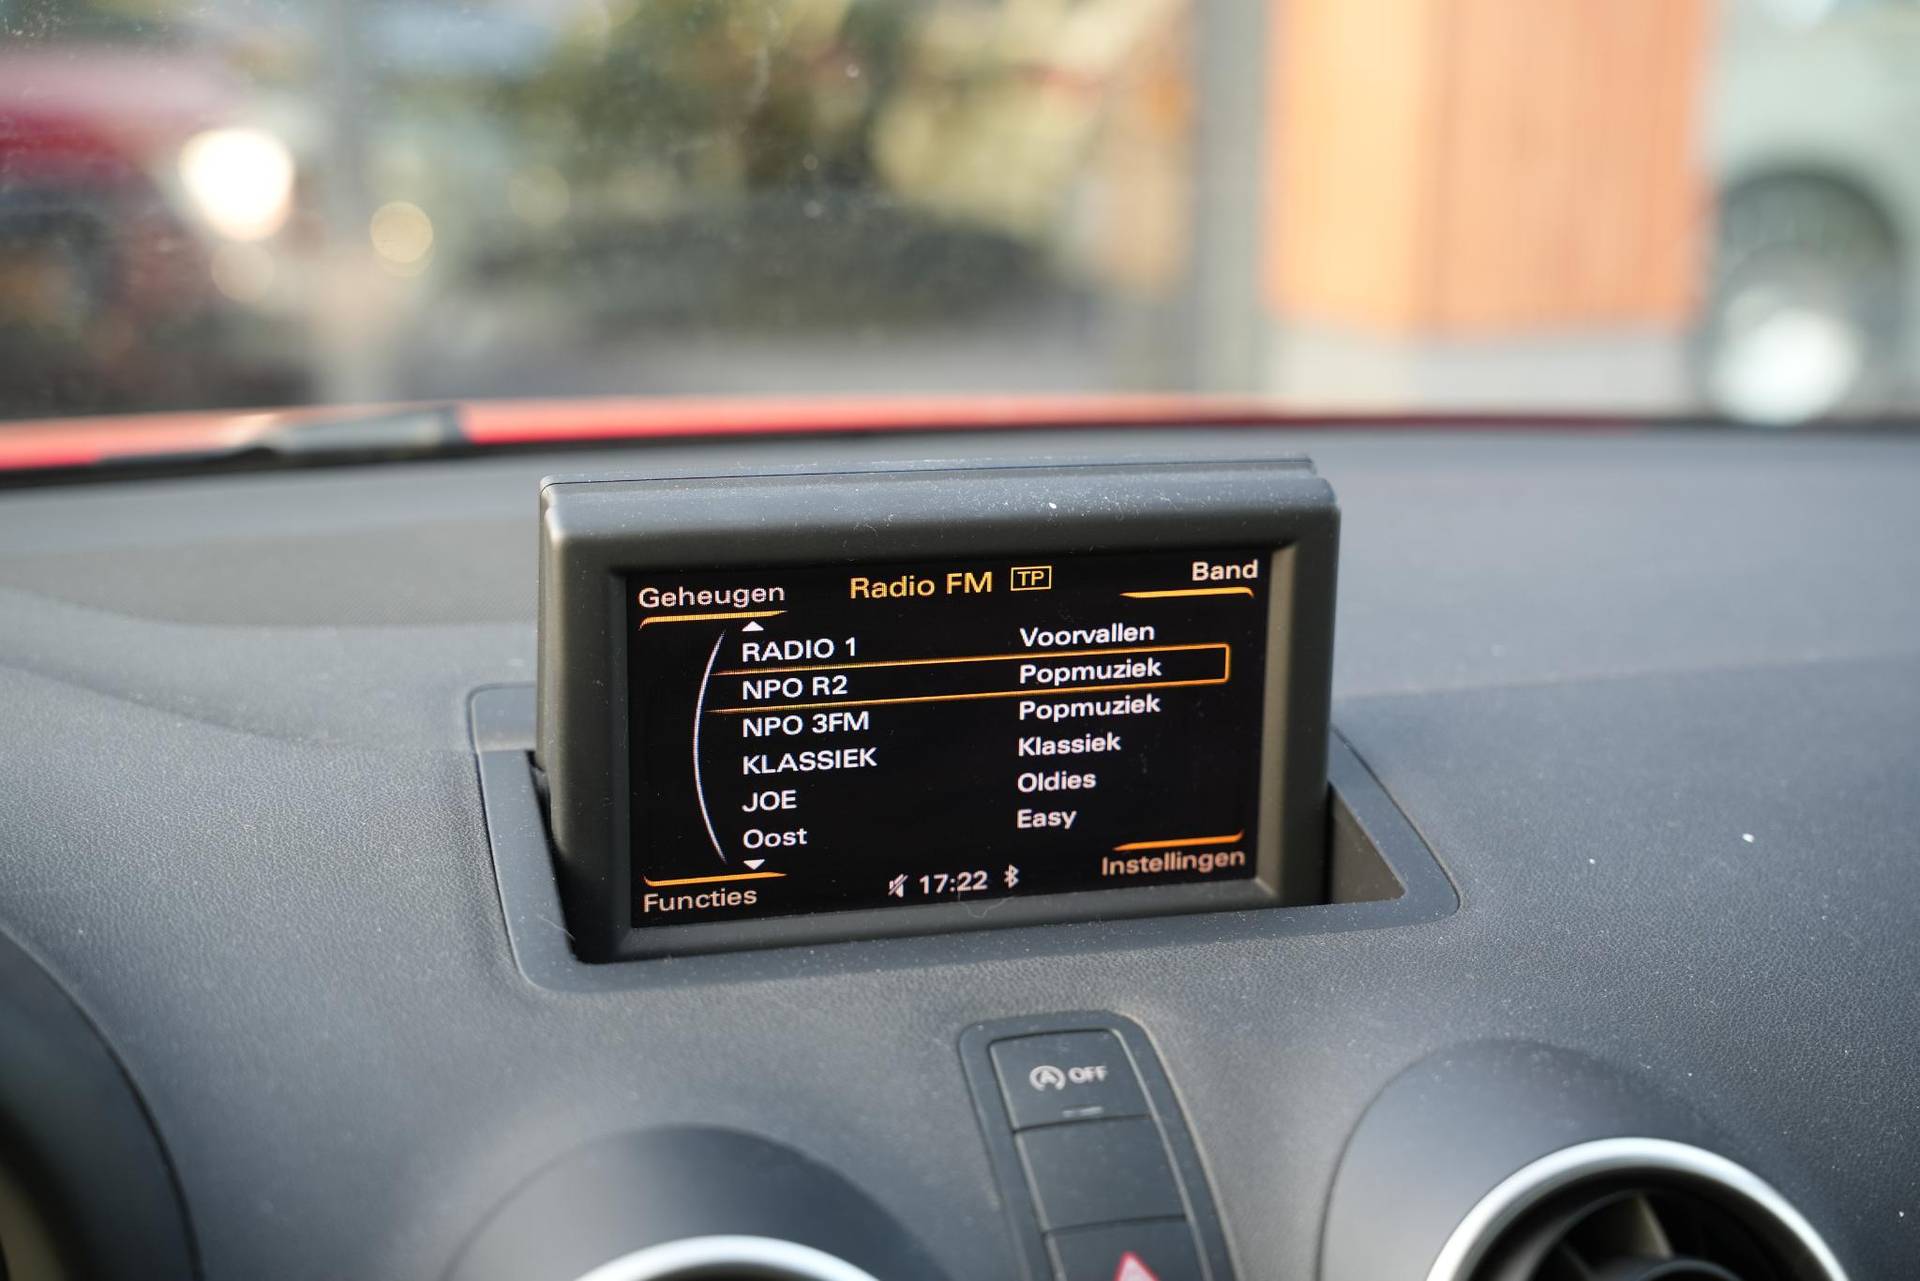 Geheugen Radio FM TP Band
RADIO 1 Voorvallen
NPO R2 Popmuziek
NPO 3FM Popmuziek
KLASSIEK Klassiek
JOE Oldies
Oost Easy
Functies 17:22 Instellingen
A OFF